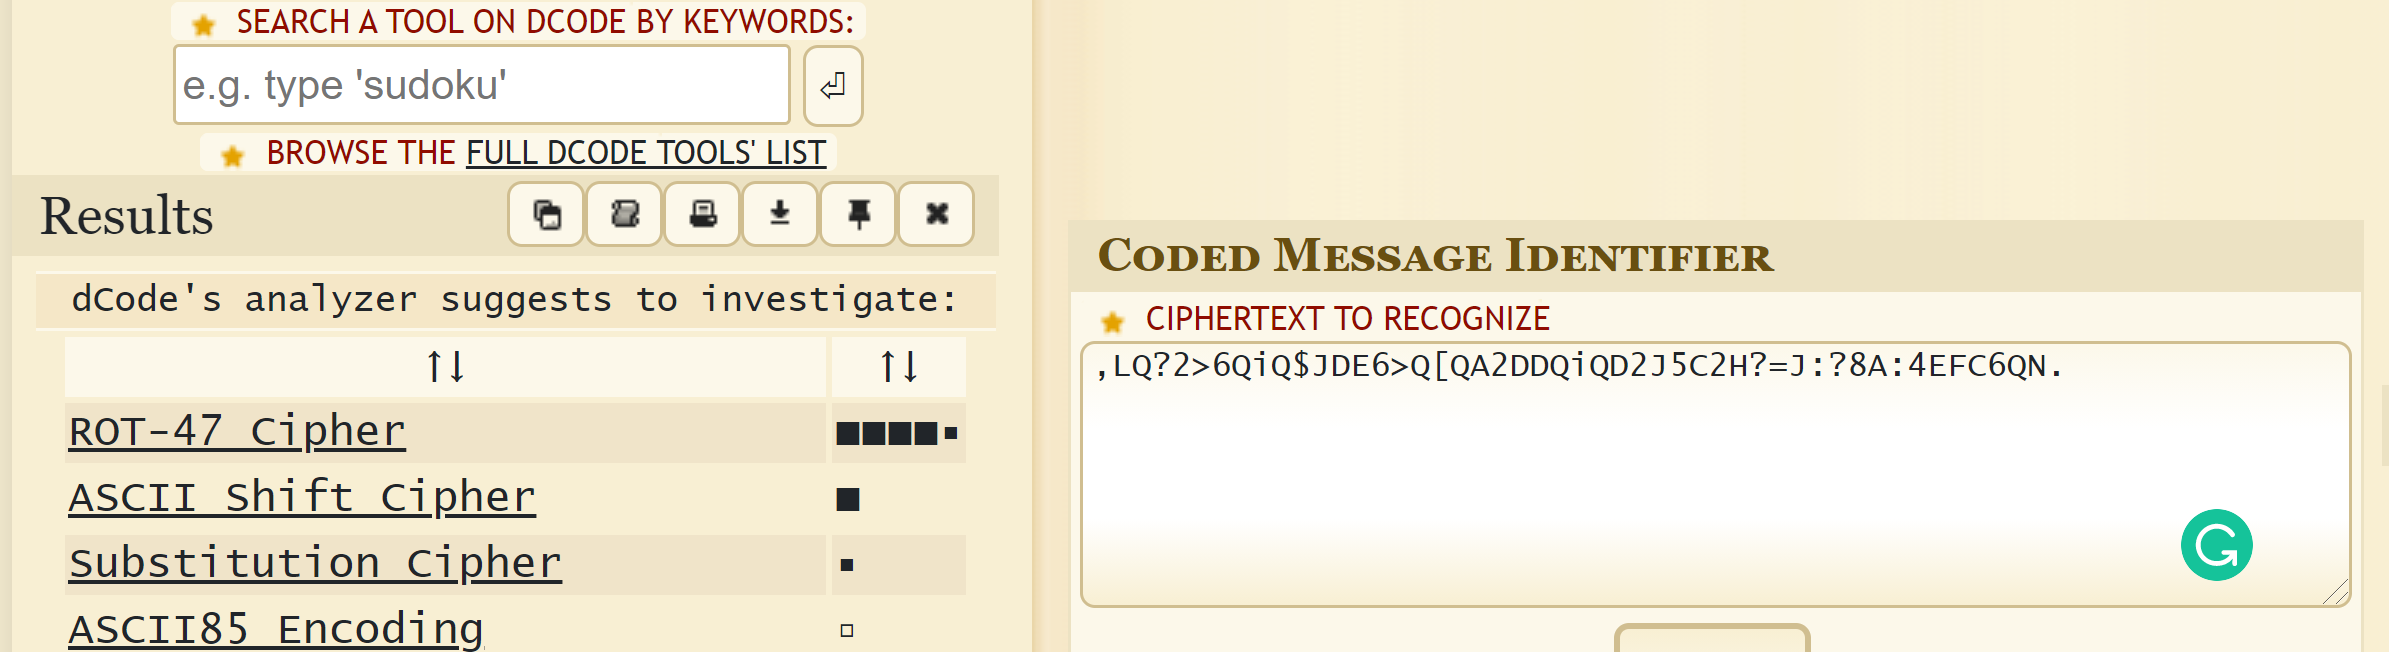 SEARCH A TOOL ON DCODE BY KEYWORDS:
e.g. type 'sudoku'
BROWSE THE FULL DCODE TOOLS' LIST
Results
dCode's analyzer suggests to investigate:
↑↓ ↑↓
ROT-47 Cipher ■■■■▪
ASCII Shift Cipher ■
Substitution Cipher ▪
ASCII85 Encoding ▫
CODED MESSAGE IDENTIFIER
CIPHERTEXT TO RECOGNIZE
,LQ?2>6QiQ$JDE6>Q[QA2DDQiQD2J5C2H?=J:?8A:4EFC6QN.